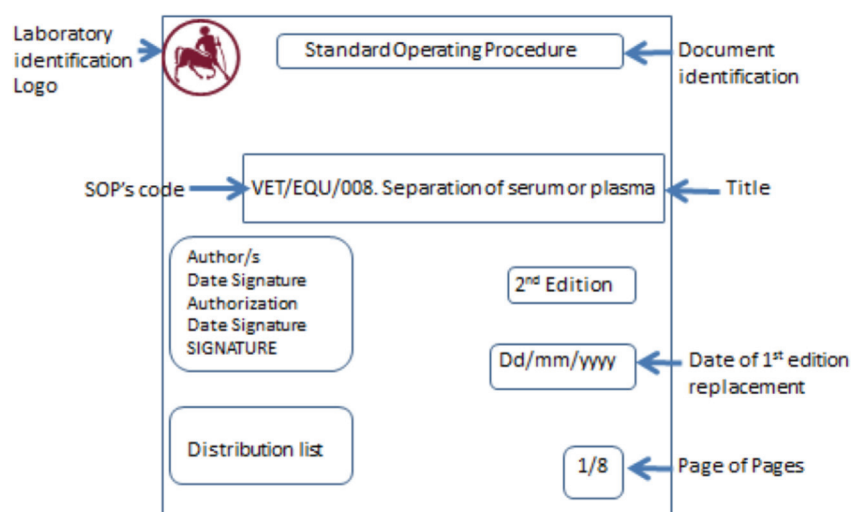 Laboratory
identification
Logo
Standard Operating Procedure
Document
identification
SOP's code
VET/EQU/008. Separation of serum or plasma
Title
Author/s
Date Signature
Authorization
Date Signature
SIGNATURE
2nd Edition
Dd/mm/yyyy
Date of 1st edition
replacement
Distribution list
1/8
Page of Pages